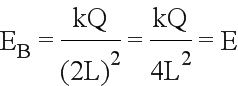 E_B = kQ / (2L)^2 = kQ / 4L^2 = E